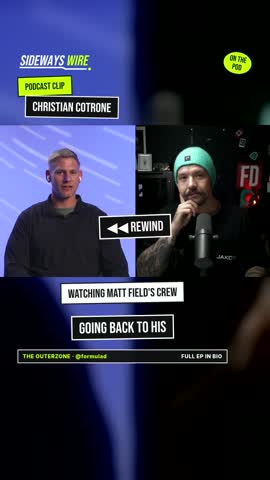 SIDEWAYS WIRE.
ON THE
POD
PODCAST CLIP
CHRISTIAN COTRONE
FD
REWIND
WATCHING MATT FIELD'S CREW
GOING BACK TO HIS
THE OUTERZONE - @formulad
FULL EP IN BIO